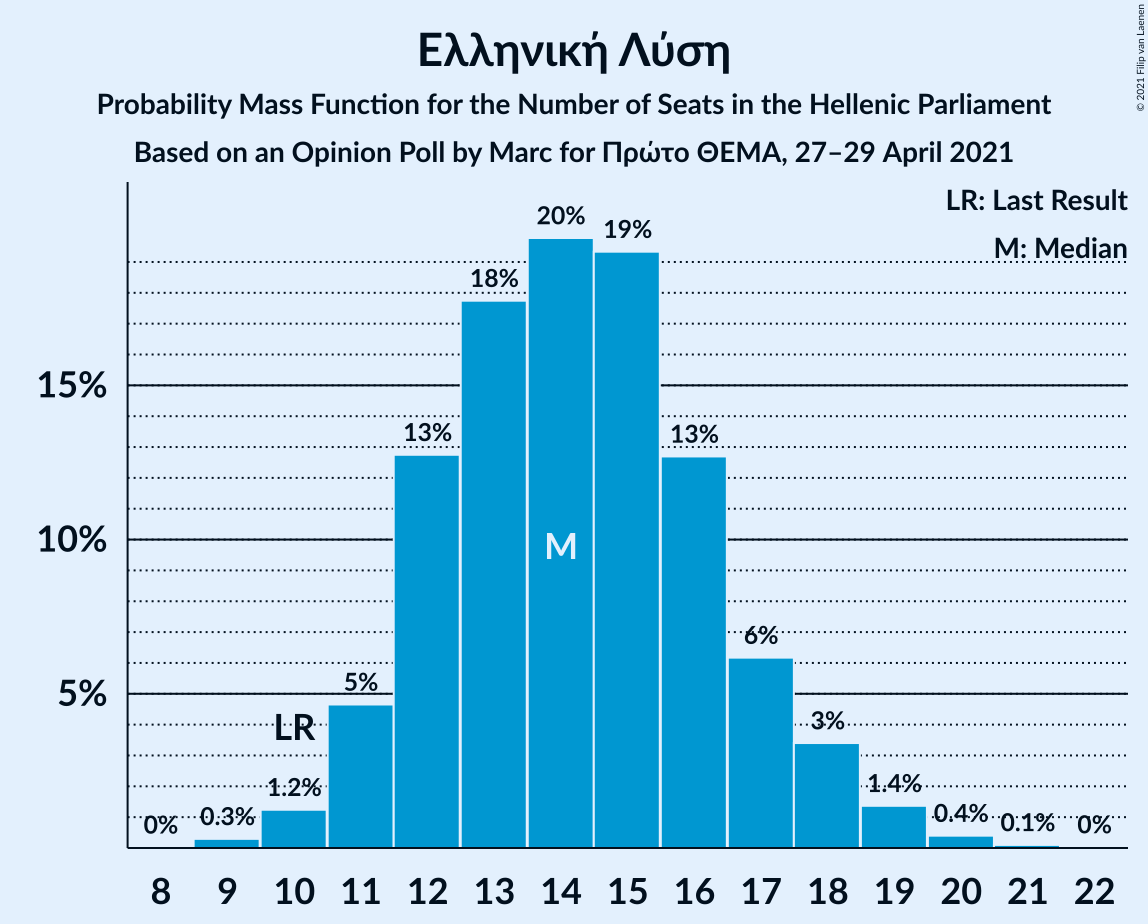 Ελληνική Λύση
Probability Mass Function for the Number of Seats in the Hellenic Parliament
Based on an Opinion Poll by Marc for Πρώτο ΘΕΜΑ, 27–29 April 2021
© 2021 Filip van Laenen
LR: Last Result
M: Median
15%
10%
5%
0%
0.3%
1.2%
LR
5%
13%
18%
20%
M
19%
13%
6%
3%
1.4%
0.4%
0.1%
0%
8 9 10 11 12 13 14 15 16 17 18 19 20 21 22